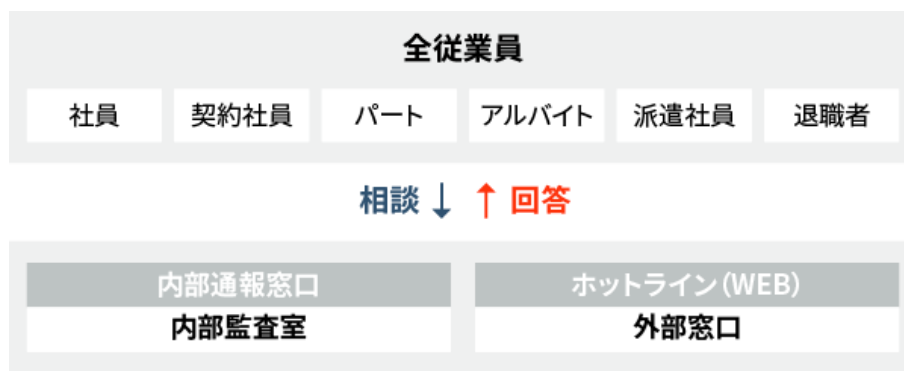 全従業員
社員 契約社員 パート アルバイト 派遣社員 退職者
相談 ↓ ↑ 回答
内部通報窓口 ホットライン(WEB)
内部監査室 外部窓口